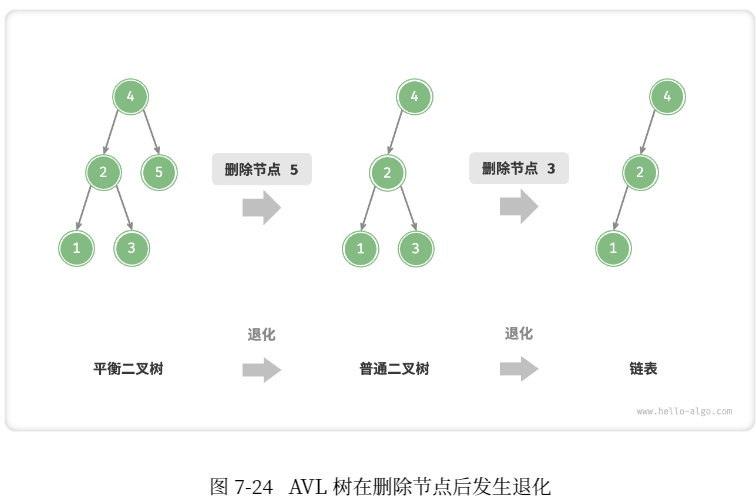 4
4
4
2
5
删除节点 5
2
删除节点 3
2
1
3
1
3
1
退化
退化
平衡二叉树
普通二叉树
链表
www.hello-algo.com
图 7-24 AVL 树在删除节点后发生退化